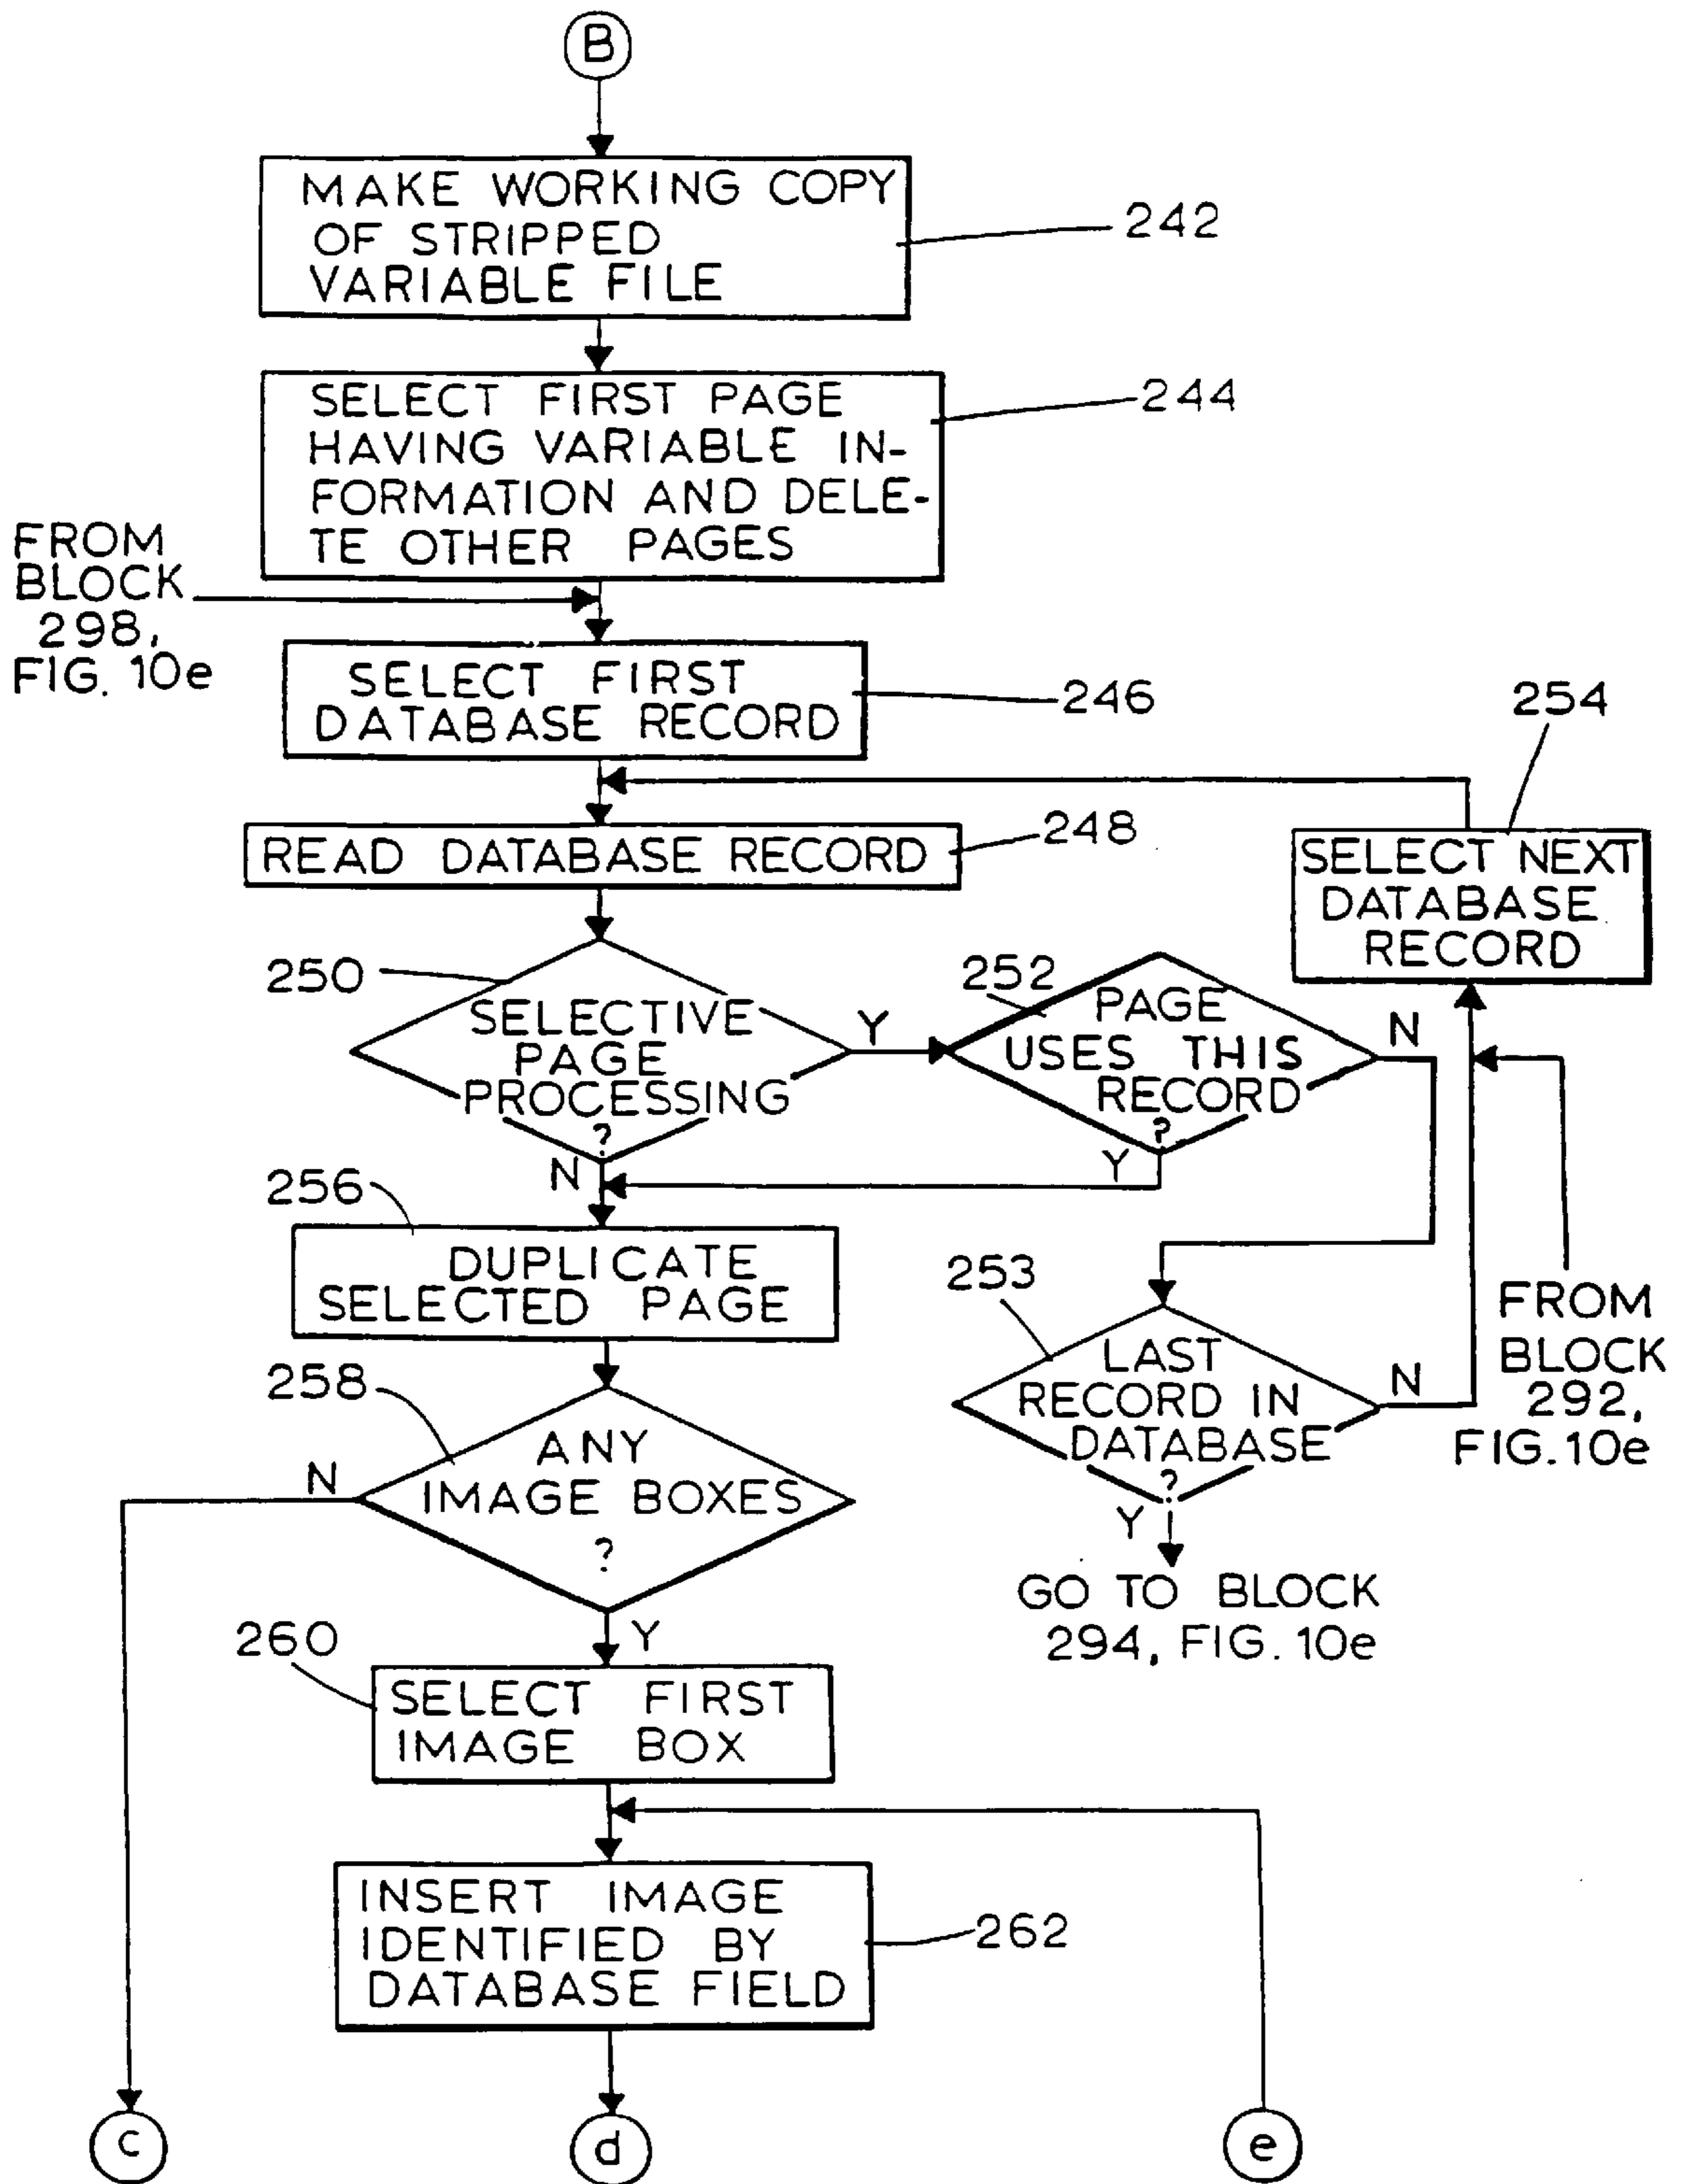 B
MAKE WORKING COPY
OF STRIPPED
VARIABLE FILE
242
SELECT FIRST PAGE
HAVING VARIABLE IN-
FORMATION AND DELE-
TE OTHER PAGES
244
FROM
BLOCK
298,
FIG. 10e
SELECT FIRST
DATABASE RECORD
246
254
READ DATABASE RECORD
248
SELECT NEXT
DATABASE
RECORD
250
SELECTIVE
PAGE
PROCESSING
?
Y
N
252
PAGE
USES THIS
RECORD
?
N
Y
256
DUPLICATE
SELECTED PAGE
253
LAST
RECORD IN
DATABASE
?
N
Y
FROM
BLOCK
292,
FIG. 10e
GO TO BLOCK
294, FIG. 10e
258
ANY
IMAGE BOXES
?
N
Y
260
SELECT FIRST
IMAGE BOX
INSERT IMAGE
IDENTIFIED BY
DATABASE FIELD
262
c
d
e